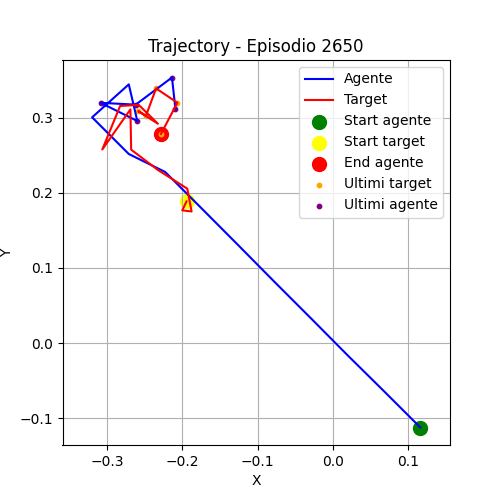 Trajectory - Episodio 2650
Agente
Target
Start agente
Start target
End agente
Ultimi target
Ultimi agente
Y
0.3
0.2
0.1
0.0
−0.1
−0.3
−0.2
−0.1
0.0
0.1
X